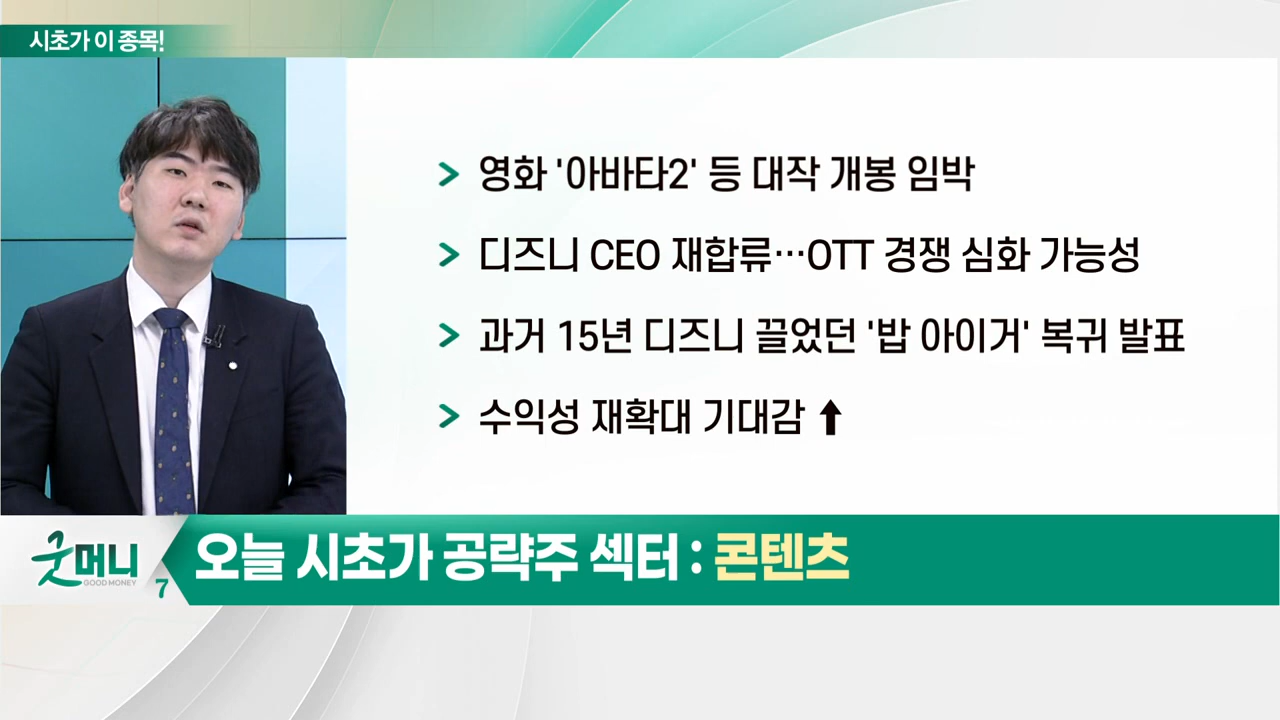 시초가 이 종목!
> 영화 '아바타2' 등 대작 개봉 임박
> 디즈니 CEO 재합류…OTT 경쟁 심화 가능성
> 과거 15년 디즈니 끌었던 '밥 아이거' 복귀 발표
> 수익성 재확대 기대감 ⬆
굿머니
GOOD MONEY
7
오늘 시초가 공략주 섹터 : 콘텐츠